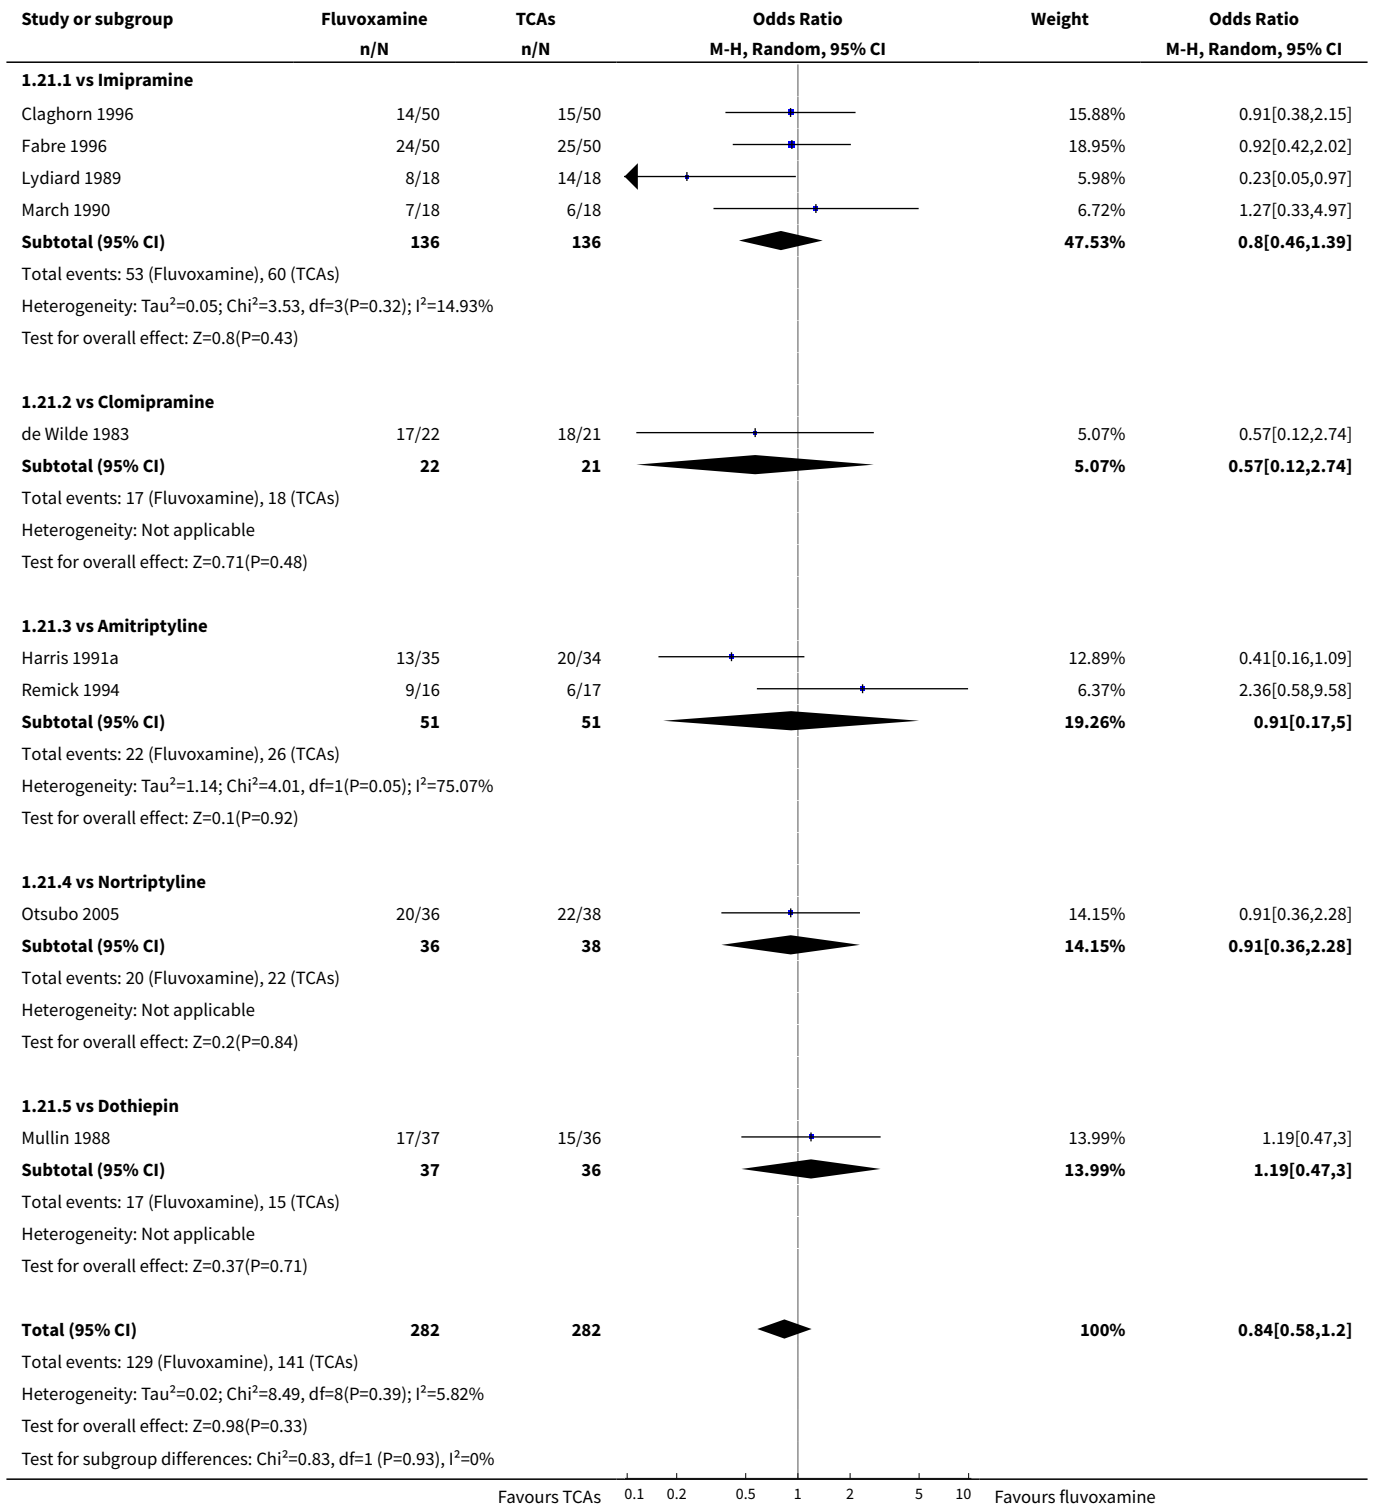 Study or subgroup Fluvoxamine TCAs Odds Ratio Weight Odds Ratio
n/N n/N M-H, Random, 95% CI M-H, Random, 95% CI
1.21.1 vs Imipramine
Claghorn 1996 14/50 15/50 15.88% 0.91[0.38,2.15]
Fabre 1996 24/50 25/50 18.95% 0.92[0.42,2.02]
Lydiard 1989 8/18 14/18 5.98% 0.23[0.05,0.97]
March 1990 7/18 6/18 6.72% 1.27[0.33,4.97]
Subtotal (95% CI) 136 136 47.53% 0.8[0.46,1.39]
Total events: 53 (Fluvoxamine), 60 (TCAs)
Heterogeneity: Tau²=0.05; Chi²=3.53, df=3(P=0.32); I²=14.93%
Test for overall effect: Z=0.8(P=0.43)
1.21.2 vs Clomipramine
de Wilde 1983 17/22 18/21 5.07% 0.57[0.12,2.74]
Subtotal (95% CI) 22 21 5.07% 0.57[0.12,2.74]
Total events: 17 (Fluvoxamine), 18 (TCAs)
Heterogeneity: Not applicable
Test for overall effect: Z=0.71(P=0.48)
1.21.3 vs Amitriptyline
Harris 1991a 13/35 20/34 12.89% 0.41[0.16,1.09]
Remick 1994 9/16 6/17 6.37% 2.36[0.58,9.58]
Subtotal (95% CI) 51 51 19.26% 0.91[0.17,5]
Total events: 22 (Fluvoxamine), 26 (TCAs)
Heterogeneity: Tau²=1.14; Chi²=4.01, df=1(P=0.05); I²=75.07%
Test for overall effect: Z=0.1(P=0.92)
1.21.4 vs Nortriptyline
Otsubo 2005 20/36 22/38 14.15% 0.91[0.36,2.28]
Subtotal (95% CI) 36 38 14.15% 0.91[0.36,2.28]
Total events: 20 (Fluvoxamine), 22 (TCAs)
Heterogeneity: Not applicable
Test for overall effect: Z=0.2(P=0.84)
1.21.5 vs Dothiepin
Mullin 1988 17/37 15/36 13.99% 1.19[0.47,3]
Subtotal (95% CI) 37 36 13.99% 1.19[0.47,3]
Total events: 17 (Fluvoxamine), 15 (TCAs)
Heterogeneity: Not applicable
Test for overall effect: Z=0.37(P=0.71)
Total (95% CI) 282 282 100% 0.84[0.58,1.2]
Total events: 129 (Fluvoxamine), 141 (TCAs)
Heterogeneity: Tau²=0.02; Chi²=8.49, df=8(P=0.39); I²=5.82%
Test for overall effect: Z=0.98(P=0.33)
Test for subgroup differences: Chi²=0.83, df=1 (P=0.93), I²=0%
Favours TCAs 0.1 0.2 0.5 1 2 5 10 Favours fluvoxamine